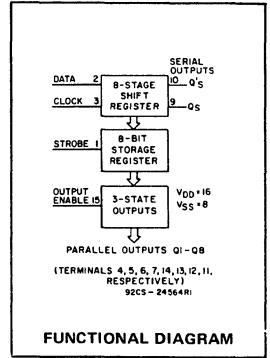 SERIAL
OUTPUTS
DATA 2
8-STAGE
SHIFT
REGISTER
10 Q'S
CLOCK 3
9 QS
STROBE 1
8-BIT
STORAGE
REGISTER
OUTPUT
ENABLE 15
3-STATE
OUTPUTS
VDD=16
VSS=8
PARALLEL OUTPUTS Q1-Q8
(TERMINALS 4, 5, 6, 7, 14, 13, 12, 11,
RESPECTIVELY)
92CS-24564R1
FUNCTIONAL DIAGRAM